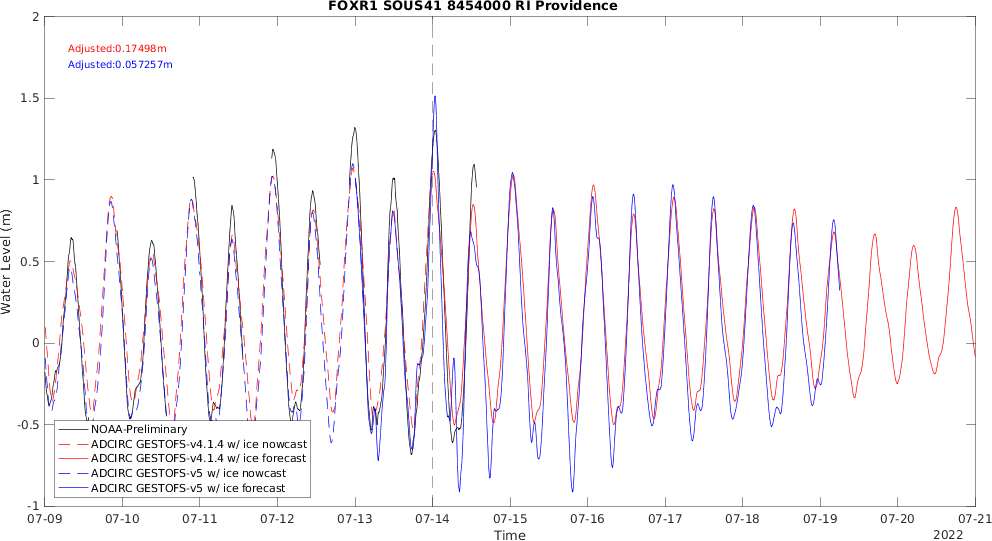 FOXR1 SOUS41 8454000 RI Providence
Adjusted:0.17498m
Adjusted:0.057257m
Water Level (m)
2
1.5
1
0.5
0
-0.5
-1
NOAA-Preliminary
ADCIRC GESTOFS-v4.1.4 w/ ice nowcast
ADCIRC GESTOFS-v4.1.4 w/ ice forecast
ADCIRC GESTOFS-v5 w/ ice nowcast
ADCIRC GESTOFS-v5 w/ ice forecast
07-09 07-10 07-11 07-12 07-13 07-14 07-15 07-16 07-17 07-18 07-19 07-20 07-21
Time
2022